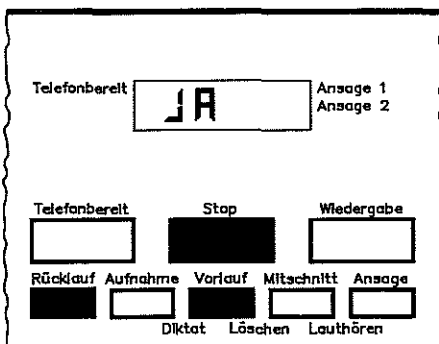 Telefonbereit JA Ansage 1
Ansage 2
Telefonbereit Stop Wiedergabe
Rücklauf Aufnahme Vorlauf Mitschnitt Ansage
Diktat Löschen Lauthören